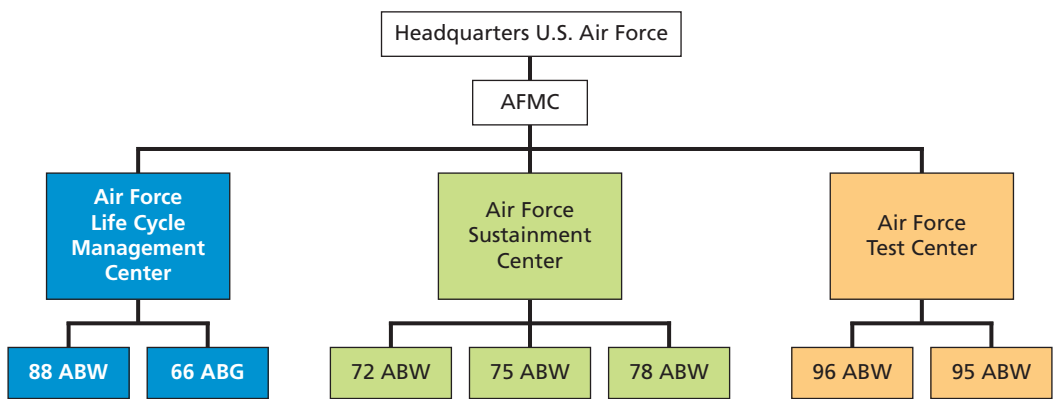 Headquarters U.S. Air Force
AFMC
Air Force
Life Cycle
Management
Center
Air Force
Sustainment
Center
Air Force
Test Center
88 ABW
66 ABG
72 ABW
75 ABW
78 ABW
96 ABW
95 ABW